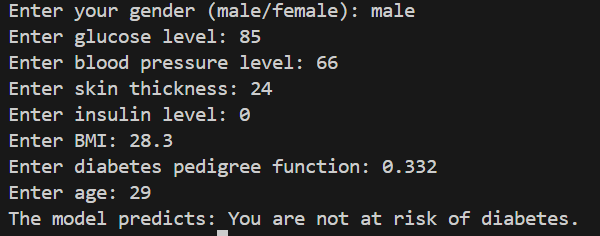 Enter your gender (male/female): male
Enter glucose level: 85
Enter blood pressure level: 66
Enter skin thickness: 24
Enter insulin level: 0
Enter BMI: 28.3
Enter diabetes pedigree function: 0.332
Enter age: 29
The model predicts: You are not at risk of diabetes.